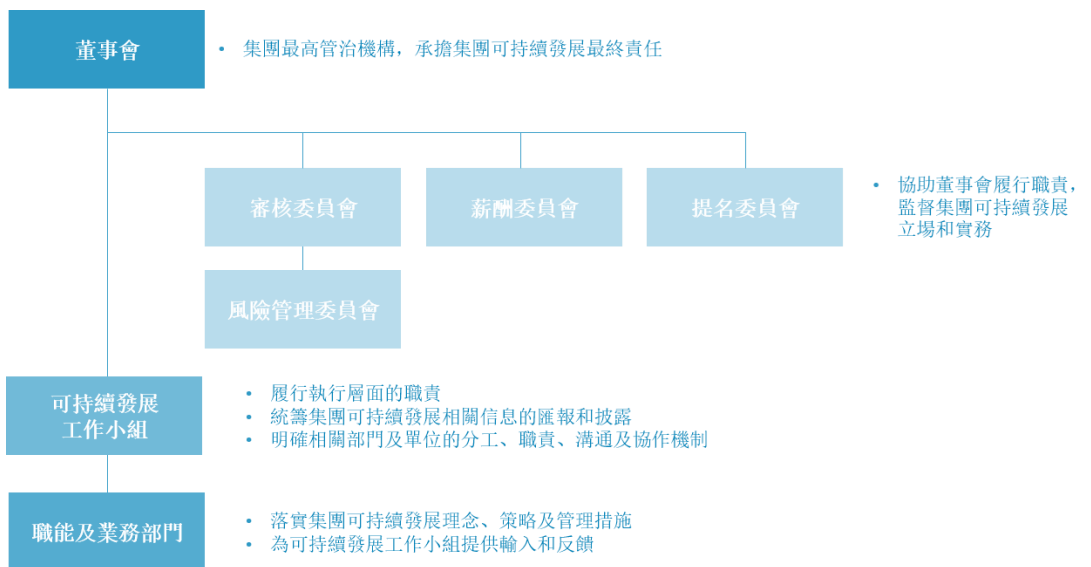 董事會
• 集團最高管治機構，承擔集團可持續發展最終責任
審核委員會
薪酬委員會
提名委員會
• 協助董事會履行職責，
監督集團可持續發展
立場和實務
風險管理委員會
可持續發展
工作小組
• 履行執行層面的職責
• 統籌集團可持續發展相關信息的匯報和披露
• 明確相關部門及單位的分工、職責、溝通及協作機制
職能及業務部門
• 落實集團可持續發展理念、策略及管理措施
• 為可持續發展工作小組提供輸入和反饋